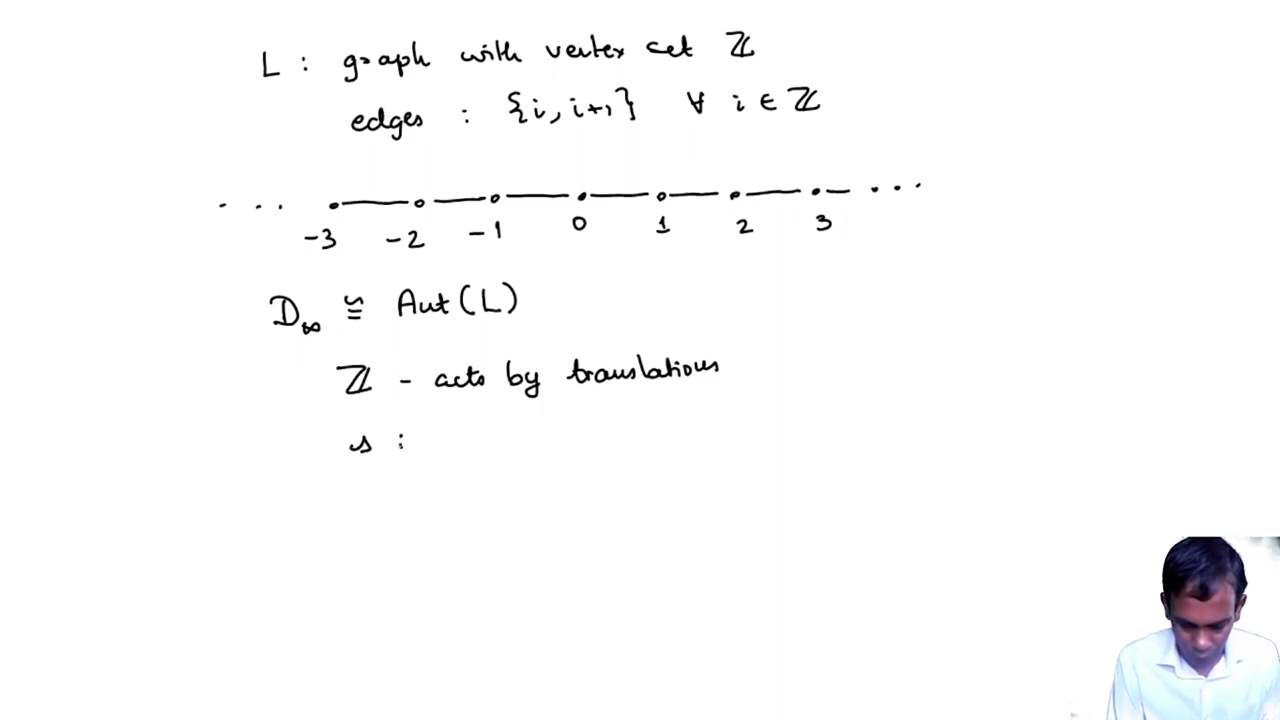 L : graph with vertex set ℤ
edges : {i, i+1} ∀ i ∈ ℤ
. . . -3 -2 -1 0 1 2 3 . . .
D∞ ≅ Aut(L)
ℤ - acts by translations
s :